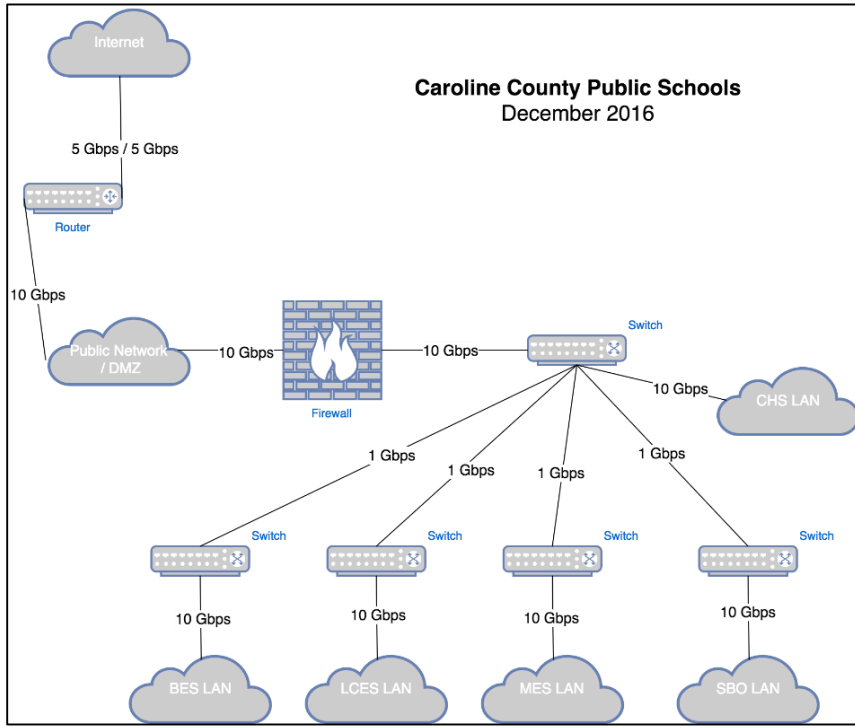 Internet
Caroline County Public Schools
December 2016
5 Gbps / 5 Gbps
Router
10 Gbps
Public Network
/ DMZ
10 Gbps
Firewall
10 Gbps
Switch
10 Gbps
CHS LAN
1 Gbps
1 Gbps
1 Gbps
1 Gbps
Switch
Switch
Switch
Switch
10 Gbps
10 Gbps
10 Gbps
10 Gbps
BES LAN
LCES LAN
MES LAN
SBO LAN